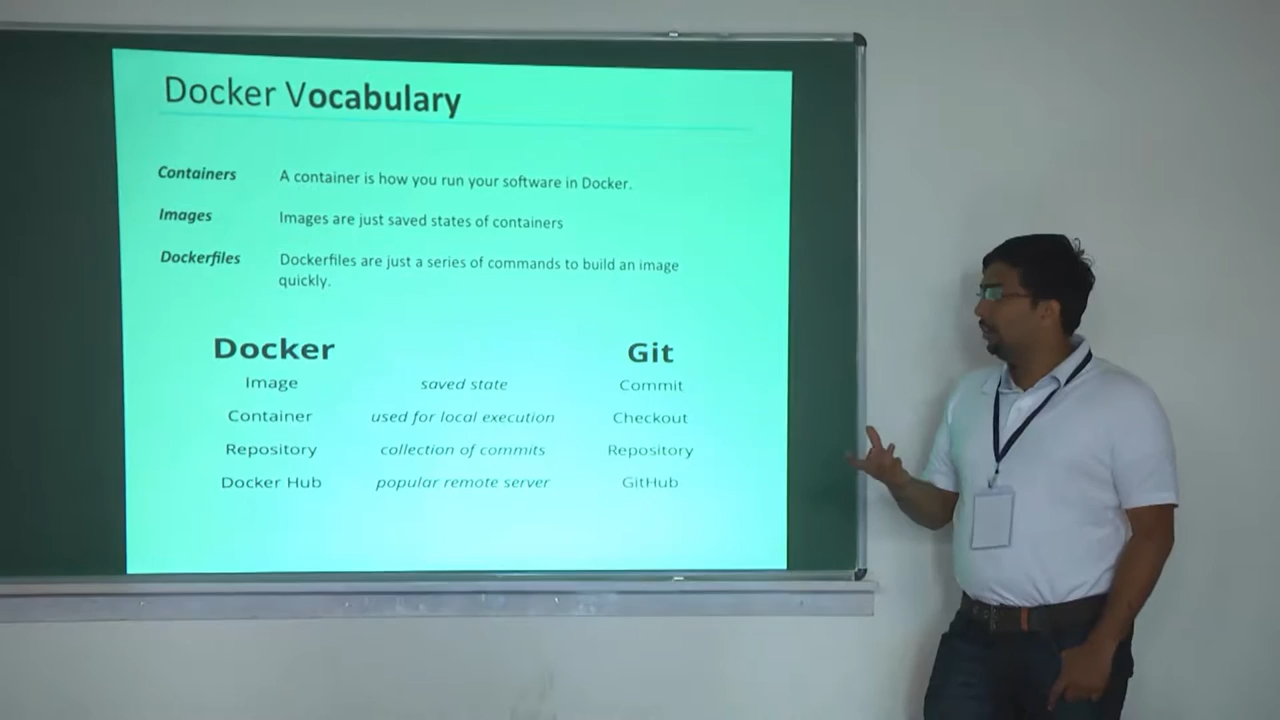 Docker Vocabulary
Containers A container is how you run your software in Docker.
Images Images are just saved states of containers
Dockerfiles Dockerfiles are just a series of commands to build an image
quickly.
Docker Git
Image saved state Commit
Container used for local execution Checkout
Repository collection of commits Repository
Docker Hub popular remote server GitHub